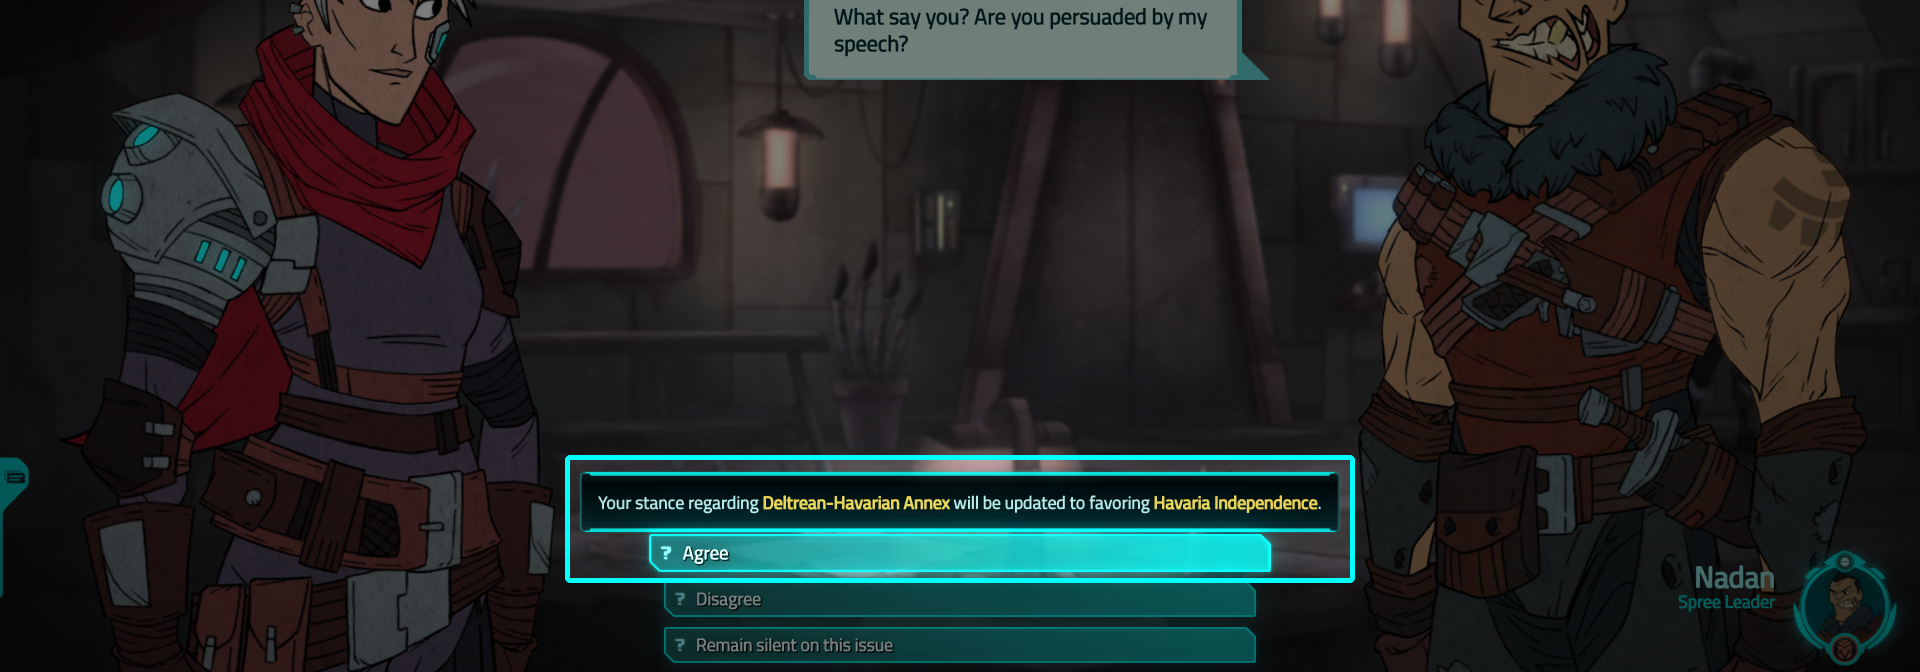 What say you? Are you persuaded by my
speech?
Your stance regarding Deltrean-Havarian Annex will be updated to favoring Havaria Independence.
? Agree
? Disagree
? Remain silent on this issue
Nadan
Spree Leader